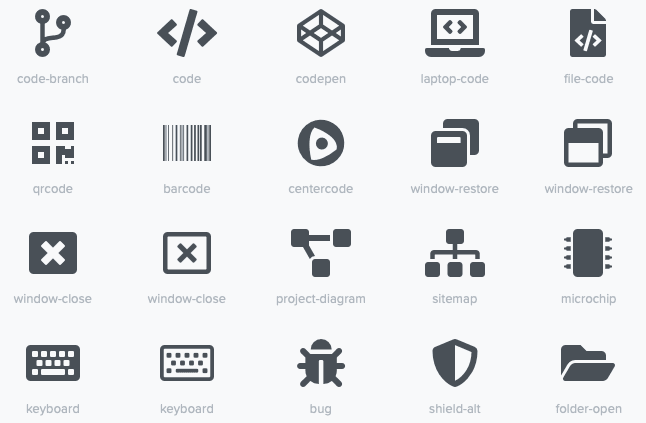 code-branch code codepen laptop-code file-code
qrcode barcode centercode window-restore window-restore
window-close window-close project-diagram sitemap microchip
keyboard keyboard bug shield-alt folder-open